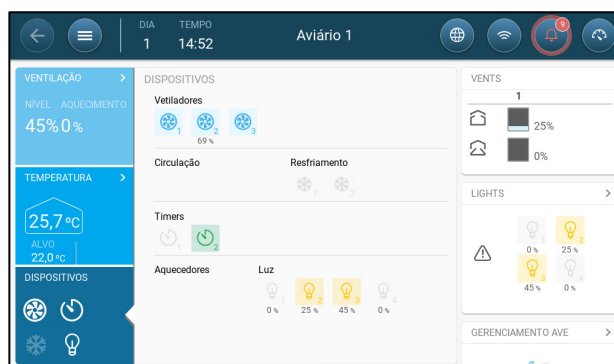 DIA TEMPO
1 14:52
Aviário 1
9
VENTILAÇÃO >
NÍVEL AQUECIMENTO
45% 0 %
TEMPERATURA >
25,7 ºC
ALVO
22,0 ºc
DISPOSITIVOS
DISPOSITIVOS
Vetiladores
1 2 3
69 %
Circulação Resfriamento
1 2
Timers
1 2
Aquecedores Luz
1 2 3 4
0 % 25 % 45 % 0 %
VENTS
1
25%
0%
LIGHTS >
1 2
0 % 25 %
3 4
45 % 0 %
GERENCIAMENTO AVE >